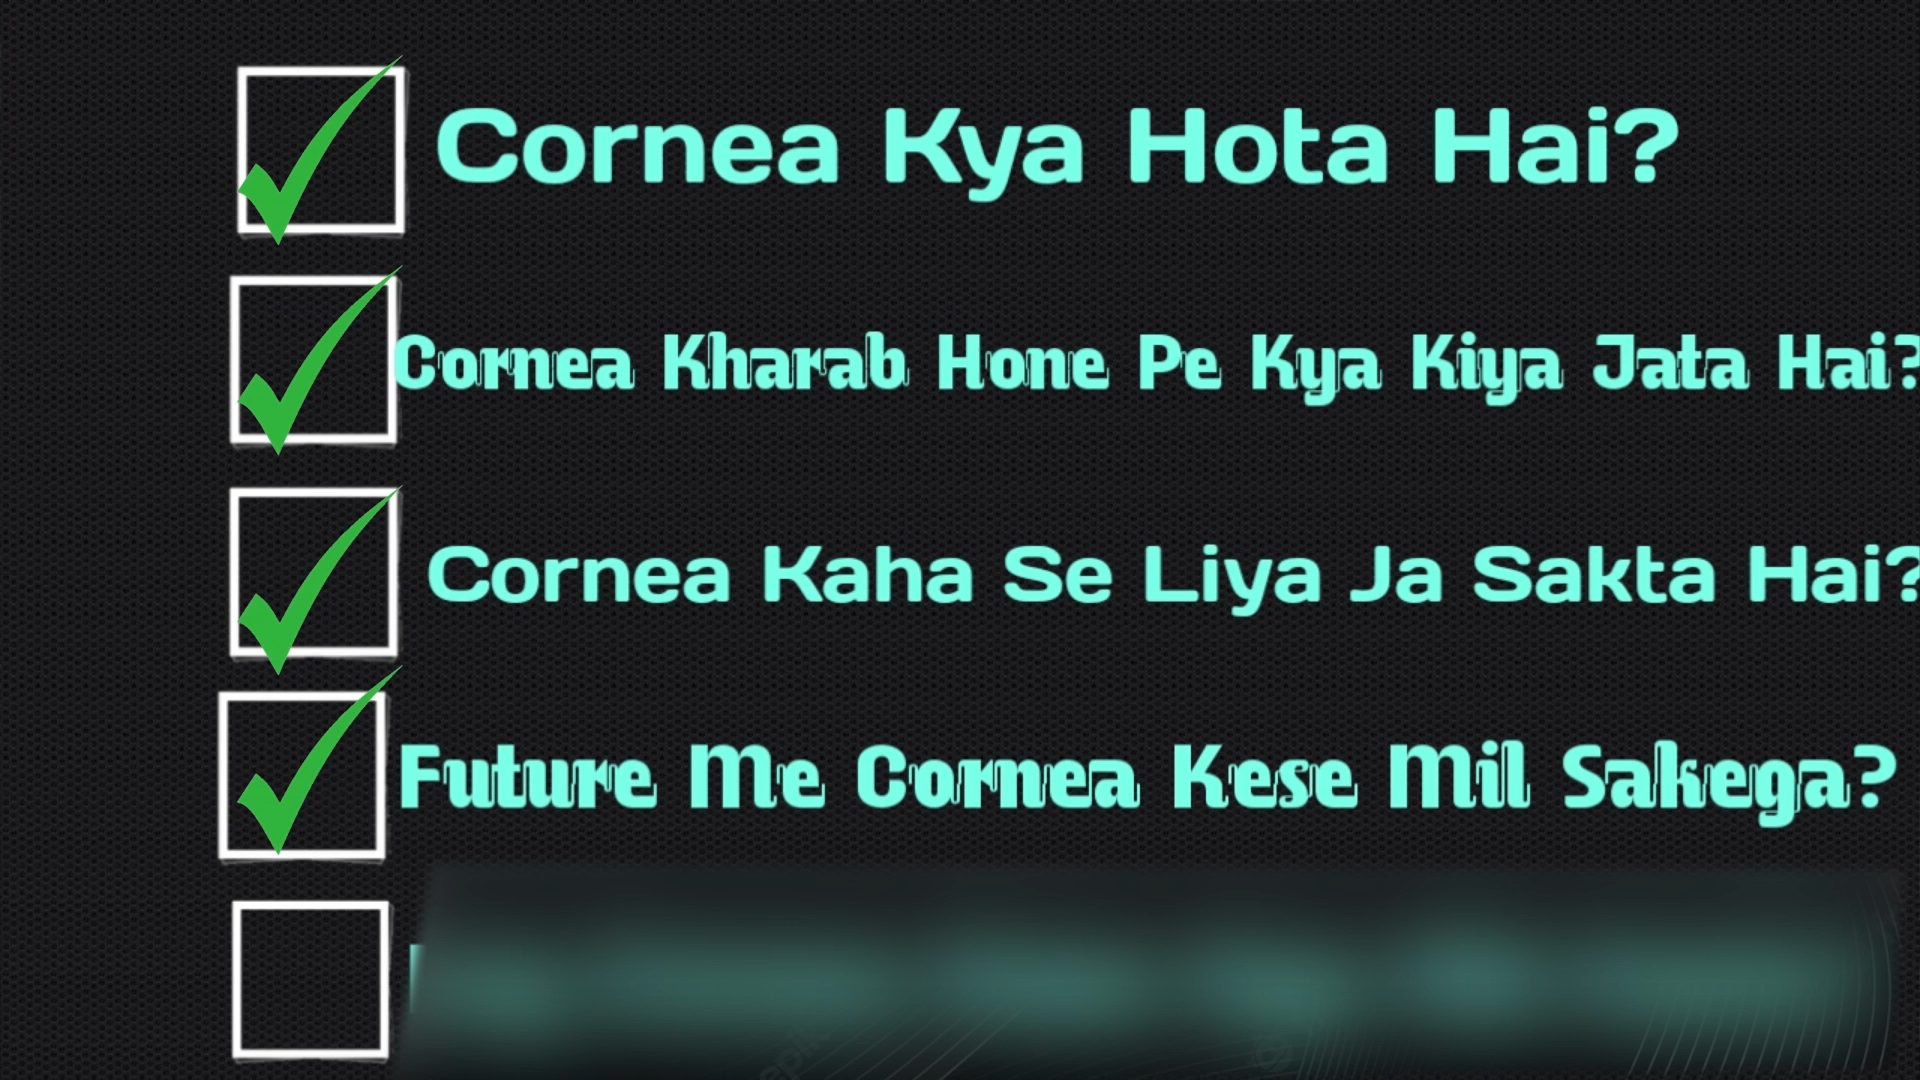 Cornea Kya Hota Hai?
Cornea Kharab Hone Pe Kya Kiya Jata Hai?
Cornea Kaha Se Liya Ja Sakta Hai?
Future Me Cornea Kese Mil Sakega?